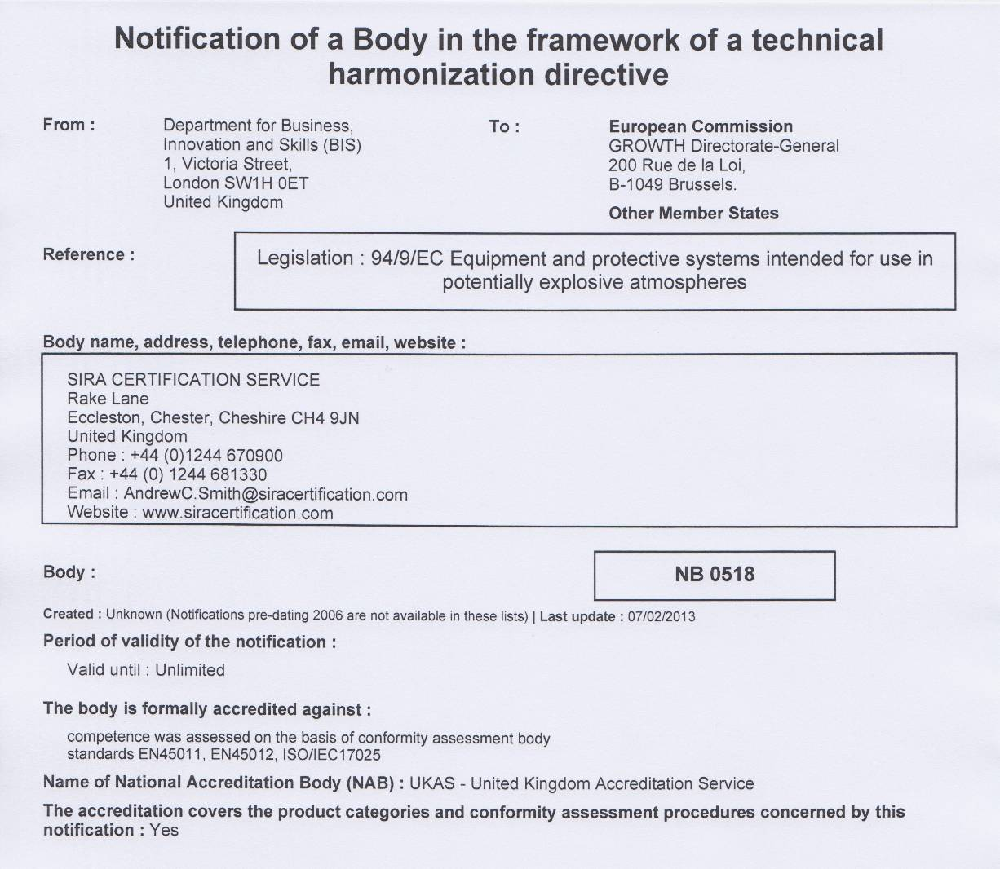 Notification of a Body in the framework of a technical
harmonization directive
From :
Department for Business,
Innovation and Skills (BIS)
1, Victoria Street,
London SW1H 0ET
United Kingdom
To :
European Commission
GROWTH Directorate-General
200 Rue de la Loi,
B-1049 Brussels.
Other Member States
Reference :
Legislation : 94/9/EC Equipment and protective systems intended for use in
potentially explosive atmospheres
Body name, address, telephone, fax, email, website :
SIRA CERTIFICATION SERVICE
Rake Lane
Eccleston, Chester, Cheshire CH4 9JN
United Kingdom
Phone : +44 (0)1244 670900
Fax : +44 (0) 1244 681330
Email : AndrewC.Smith@siracertification.com
Website : www.siracertification.com
Body :
NB 0518
Created : Unknown (Notifications pre-dating 2006 are not available in these lists) | Last update : 07/02/2013
Period of validity of the notification :
Valid until : Unlimited
The body is formally accredited against :
competence was assessed on the basis of conformity assessment body
standards EN45011, EN45012, ISO/IEC17025
Name of National Accreditation Body (NAB) : UKAS - United Kingdom Accreditation Service
The accreditation covers the product categories and conformity assessment procedures concerned by this
notification : Yes